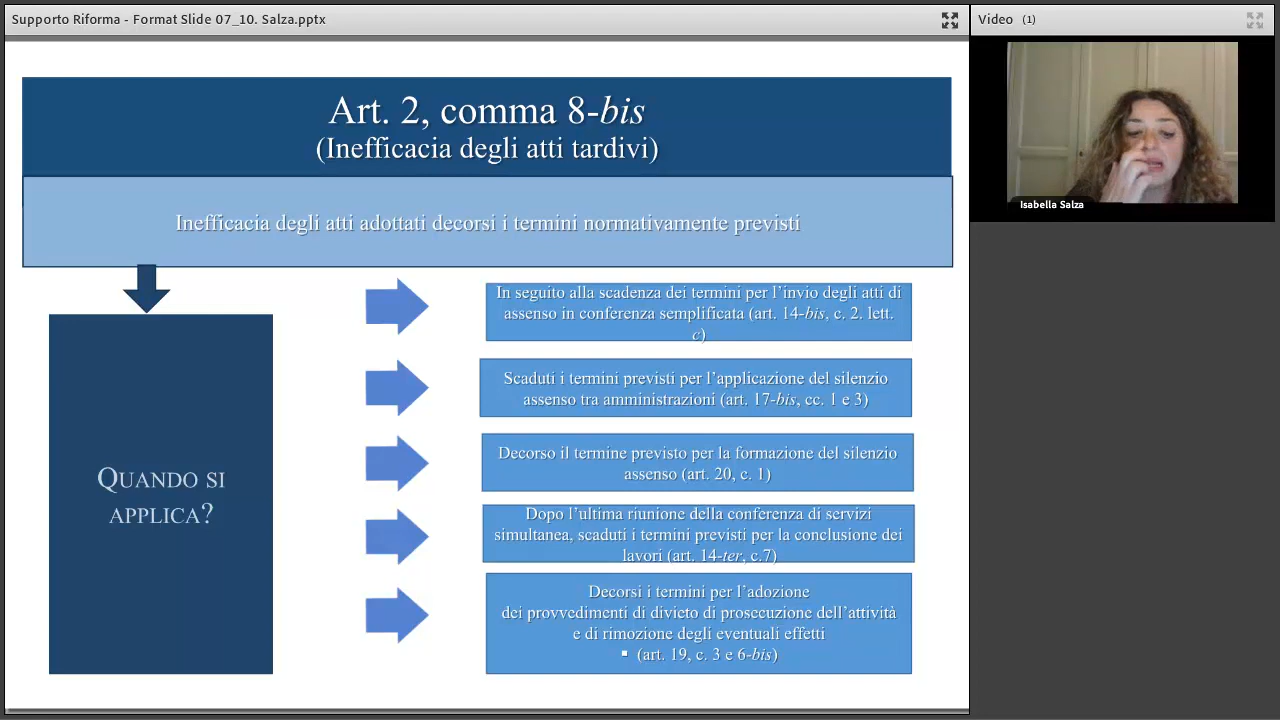 Supporto Riforma - Format Slide 07_10. Salza.pptx
Video (1)
Art. 2, comma 8-bis
(Inefficacia degli atti tardivi)
Inefficacia degli atti adottati decorsi i termini normativamente previsti
Isabella Salza
QUANDO SI
APPLICA?
In seguito alla scadenza dei termini per l’invio degli atti di
assenso in conferenza semplificata (art. 14-bis, c. 2. lett.
c)
Scaduti i termini previsti per l’applicazione del silenzio
assenso tra amministrazioni (art. 17-bis, cc. 1 e 3)
Decorso il termine previsto per la formazione del silenzio
assenso (art. 20, c. 1)
Dopo l’ultima riunione della conferenza di servizi
simultanea, scaduti i termini previsti per la conclusione dei
lavori (art. 14-ter, c.7)
Decorsi i termini per l’adozione
dei provvedimenti di divieto di prosecuzione dell’attività
e di rimozione degli eventuali effetti
▪ (art. 19, c. 3 e 6-bis)